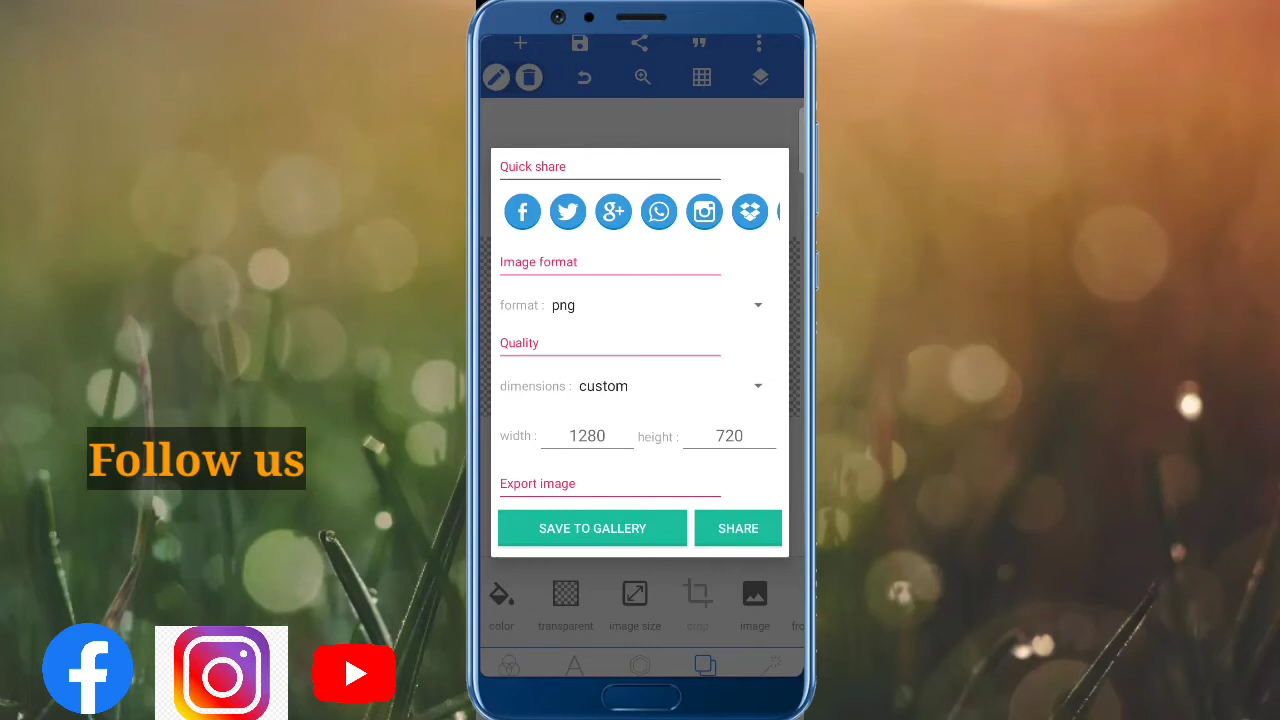 Quick share
Image format
format : png
Quality
dimensions : custom
width : 1280 height : 720
Export image
SAVE TO GALLERY SHARE
color transparent image size crop image fro
Follow us